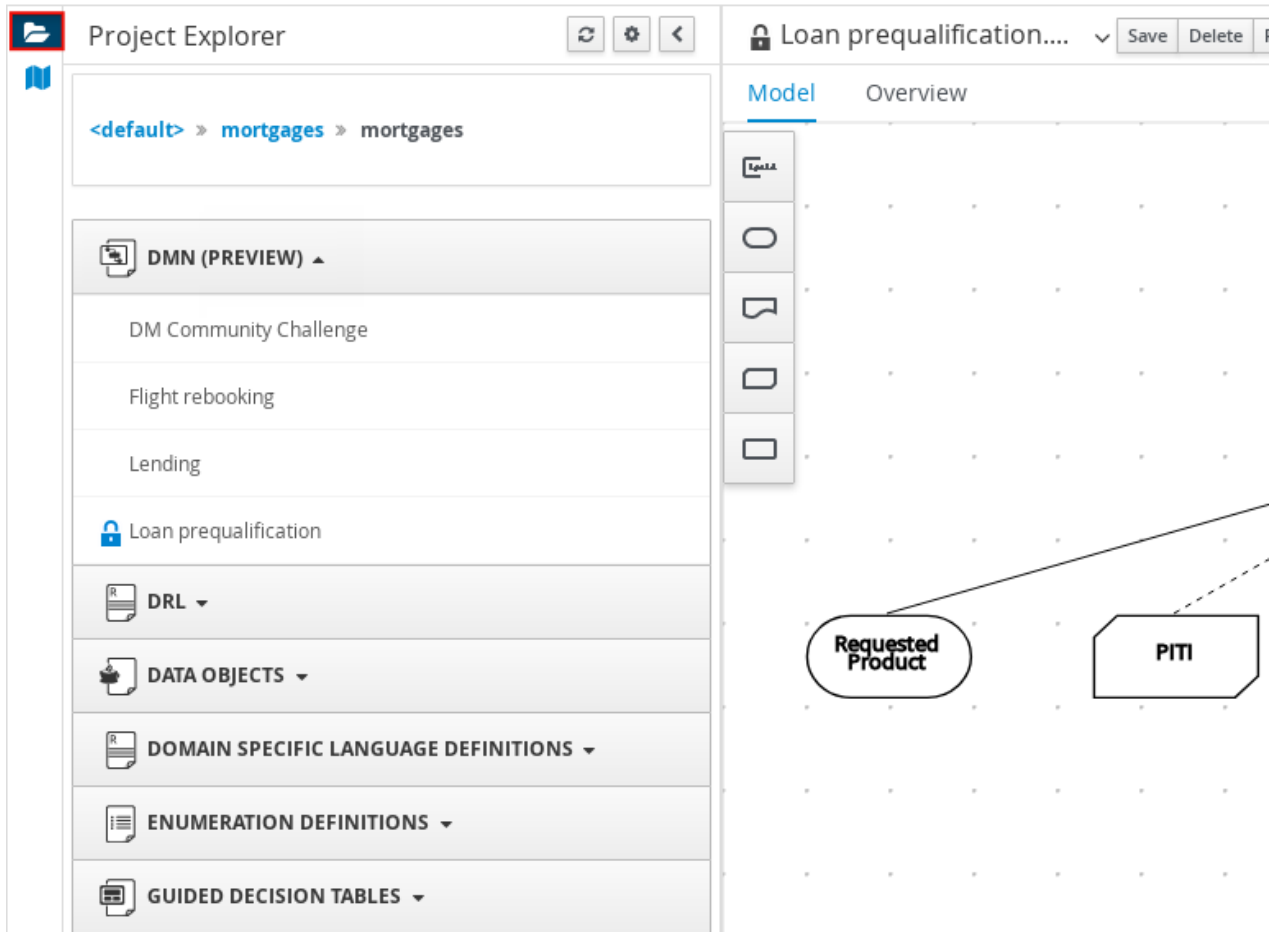 Project Explorer
<default> » mortgages » mortgages
DMN (PREVIEW)
DM Community Challenge
Flight rebooking
Lending
Loan prequalification
DRL
DATA OBJECTS
DOMAIN SPECIFIC LANGUAGE DEFINITIONS
ENUMERATION DEFINITIONS
GUIDED DECISION TABLES
Loan prequalification.... Save Delete
Model Overview
Requested
Product
PITI